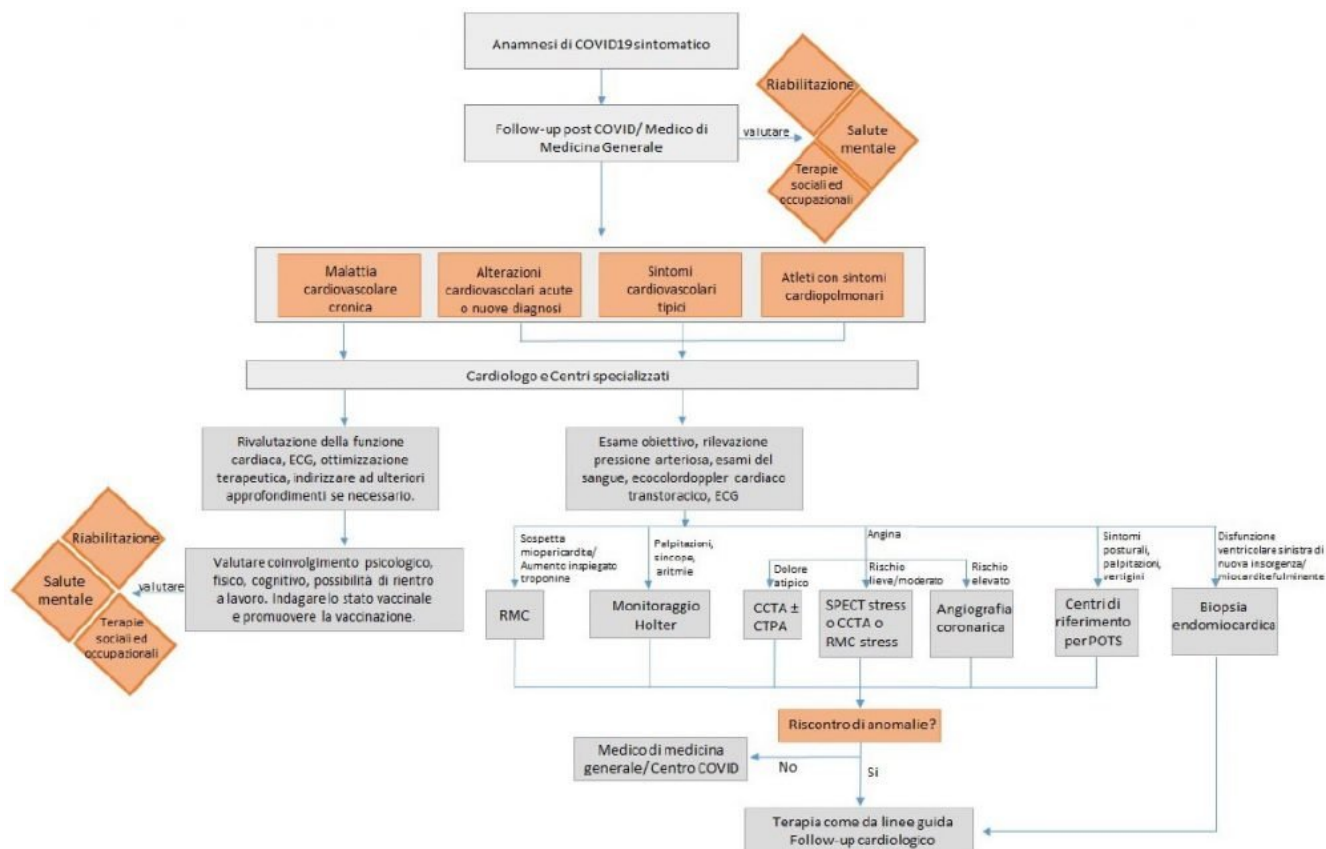 Anamnesi di COVID19 sintomatico
Follow-up post COVID/ Medico di
Medicina Generale
valutare
Riabilitazione
Salute
mentale
Terapie
sociali ed
occupazionali
Malattia
cardiovascolare
cronica
Alterazioni
cardiovascolari acute
o nuove diagnosi
Sintomi
cardiovascolari
tipici
Atleti con sintomi
cardiopolmonari
Cardiologo e Centri specializzati
Rivalutazione della funzione
cardiaca, ECG, ottimizzazione
terapeutica, indirizzare ad ulteriori
approfondimenti se necessario.
Esame obiettivo, rilevazione
pressione arteriosa, esami del
sangue, ecocolordoppler cardiaco
transtoracico, ECG
Riabilitazione
Salute
mentale
Terapie
sociali ed
occupazionali
valutare
Valutare coinvolgimento psicologico,
fisico, cognitivo, possibilità di rientro
a lavoro. Indagare lo stato vaccinale
e promuovere la vaccinazione.
Sospetta
miopericardite/
Aumento inspiegato
troponine
Palpitazioni,
sincope,
aritmie
Angina
Dolore
atipico
Rischio
lieve/moderato
Rischio
elevato
Sintomi
posturali,
palpitazioni,
vertigini
Disfunzione
ventricolare sinistra di
nuova insorgenza/
miocardite fulminente
RMC
Monitoraggio
Holter
CCTA ±
CTPA
SPECT stress
o CCTA o
RMC stress
Angiografia
coronarica
Centri di
riferimento
per POTS
Biopsia
endomiocardica
Riscontro di anomalie?
Medico di medicina
generale/ Centro COVID
No
Si
Terapia come da linee guida
Follow-up cardiologico